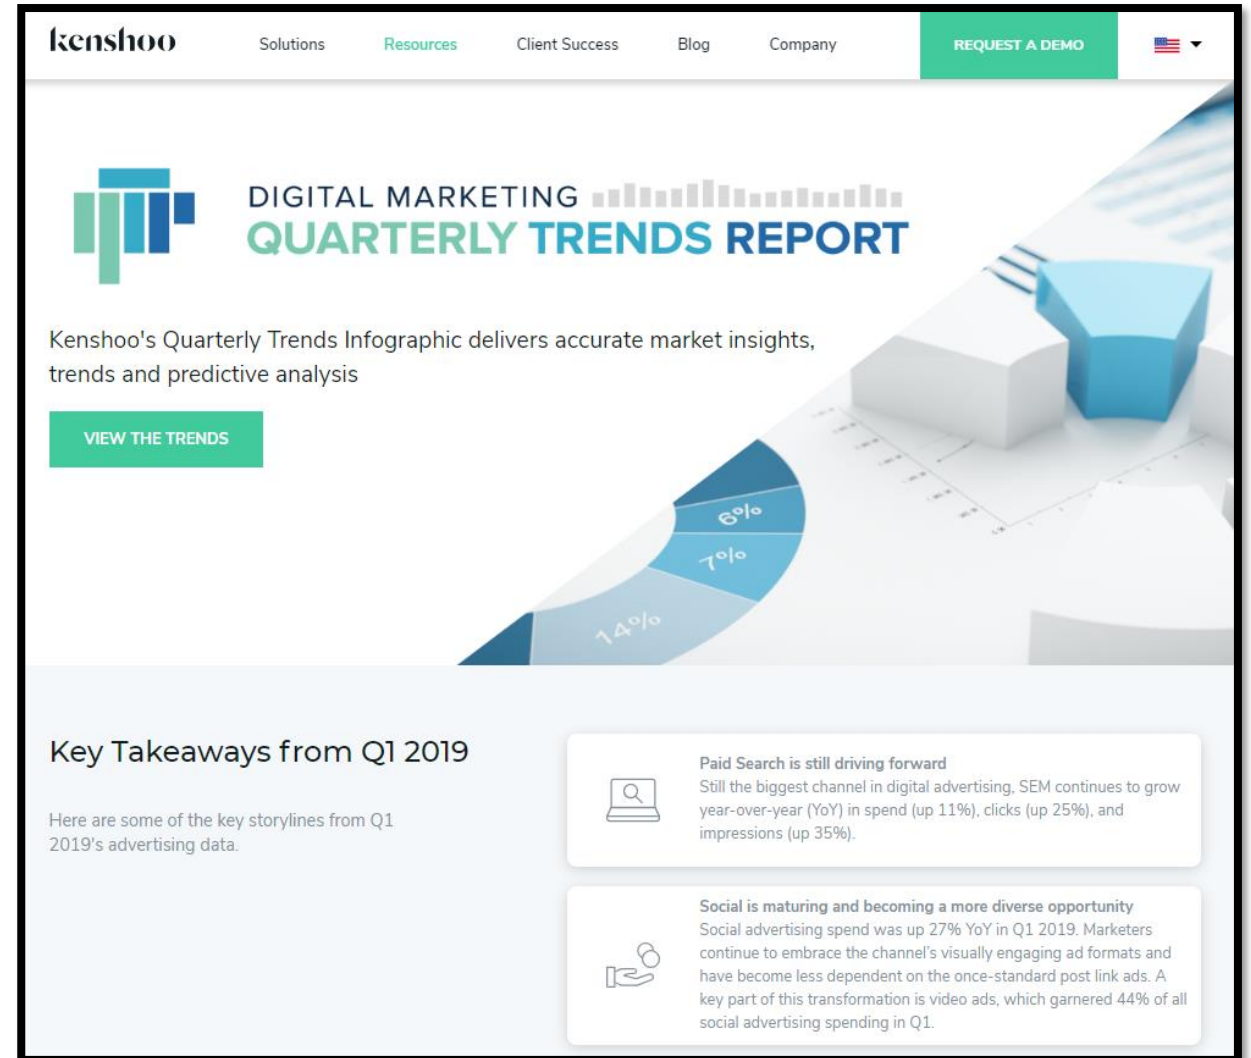 kenshoo
Solutions
Resources
Client Success
Blog
Company
REQUEST A DEMO
DIGITAL MARKETING
QUARTERLY TRENDS REPORT
Kenshoo's Quarterly Trends Infographic delivers accurate market insights,
trends and predictive analysis
VIEW THE TRENDS
6%
7%
14%
Key Takeaways from Q1 2019
Here are some of the key storylines from Q1
2019's advertising data.
Paid Search is still driving forward
Still the biggest channel in digital advertising, SEM continues to grow
year-over-year (YoY) in spend (up 11%), clicks (up 25%), and
impressions (up 35%).
Social is maturing and becoming a more diverse opportunity
Social advertising spend was up 27% YoY in Q1 2019. Marketers
continue to embrace the channel's visually engaging ad formats and
have become less dependent on the once-standard post link ads. A
key part of this transformation is video ads, which garnered 44% of all
social advertising spending in Q1.